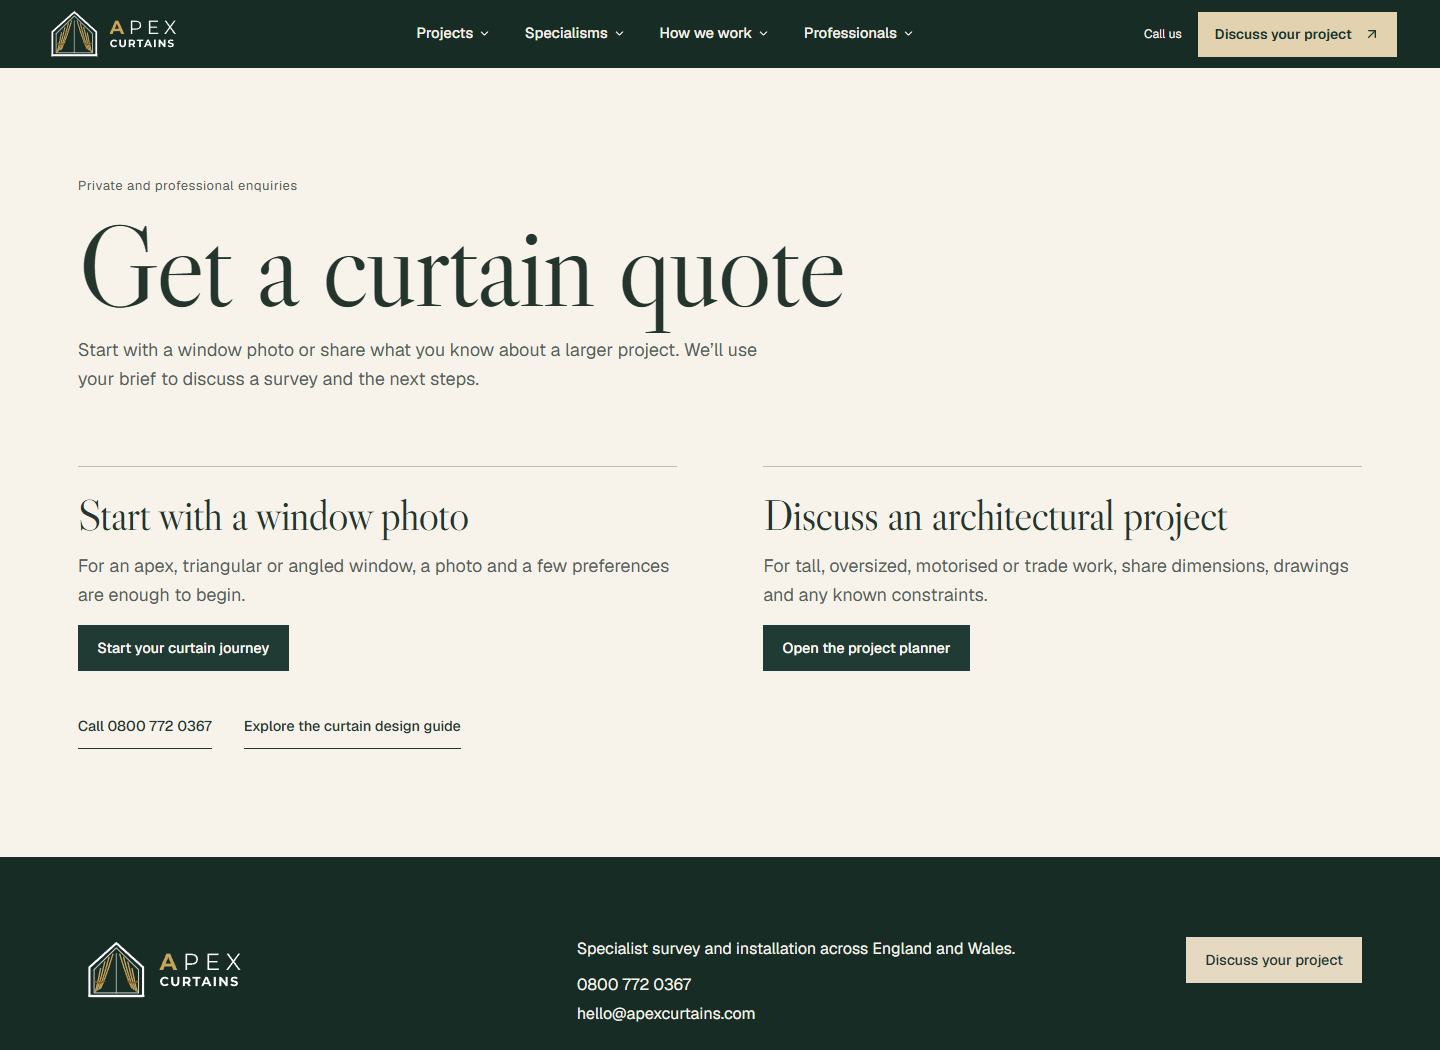 APEX
CURTAINS
Projects
Specialisms
How we work
Professionals
Call us
Discuss your project
Private and professional enquiries
Get a curtain quote
Start with a window photo or share what you know about a larger project. We’ll use
your brief to discuss a survey and the next steps.
Start with a window photo
For an apex, triangular or angled window, a photo and a few preferences
are enough to begin.
Start your curtain journey
Discuss an architectural project
For tall, oversized, motorised or trade work, share dimensions, drawings
and any known constraints.
Open the project planner
Call 0800 772 0367
Explore the curtain design guide
APEX
CURTAINS
Specialist survey and installation across England and Wales.
0800 772 0367
hello@apexcurtains.com
Discuss your project